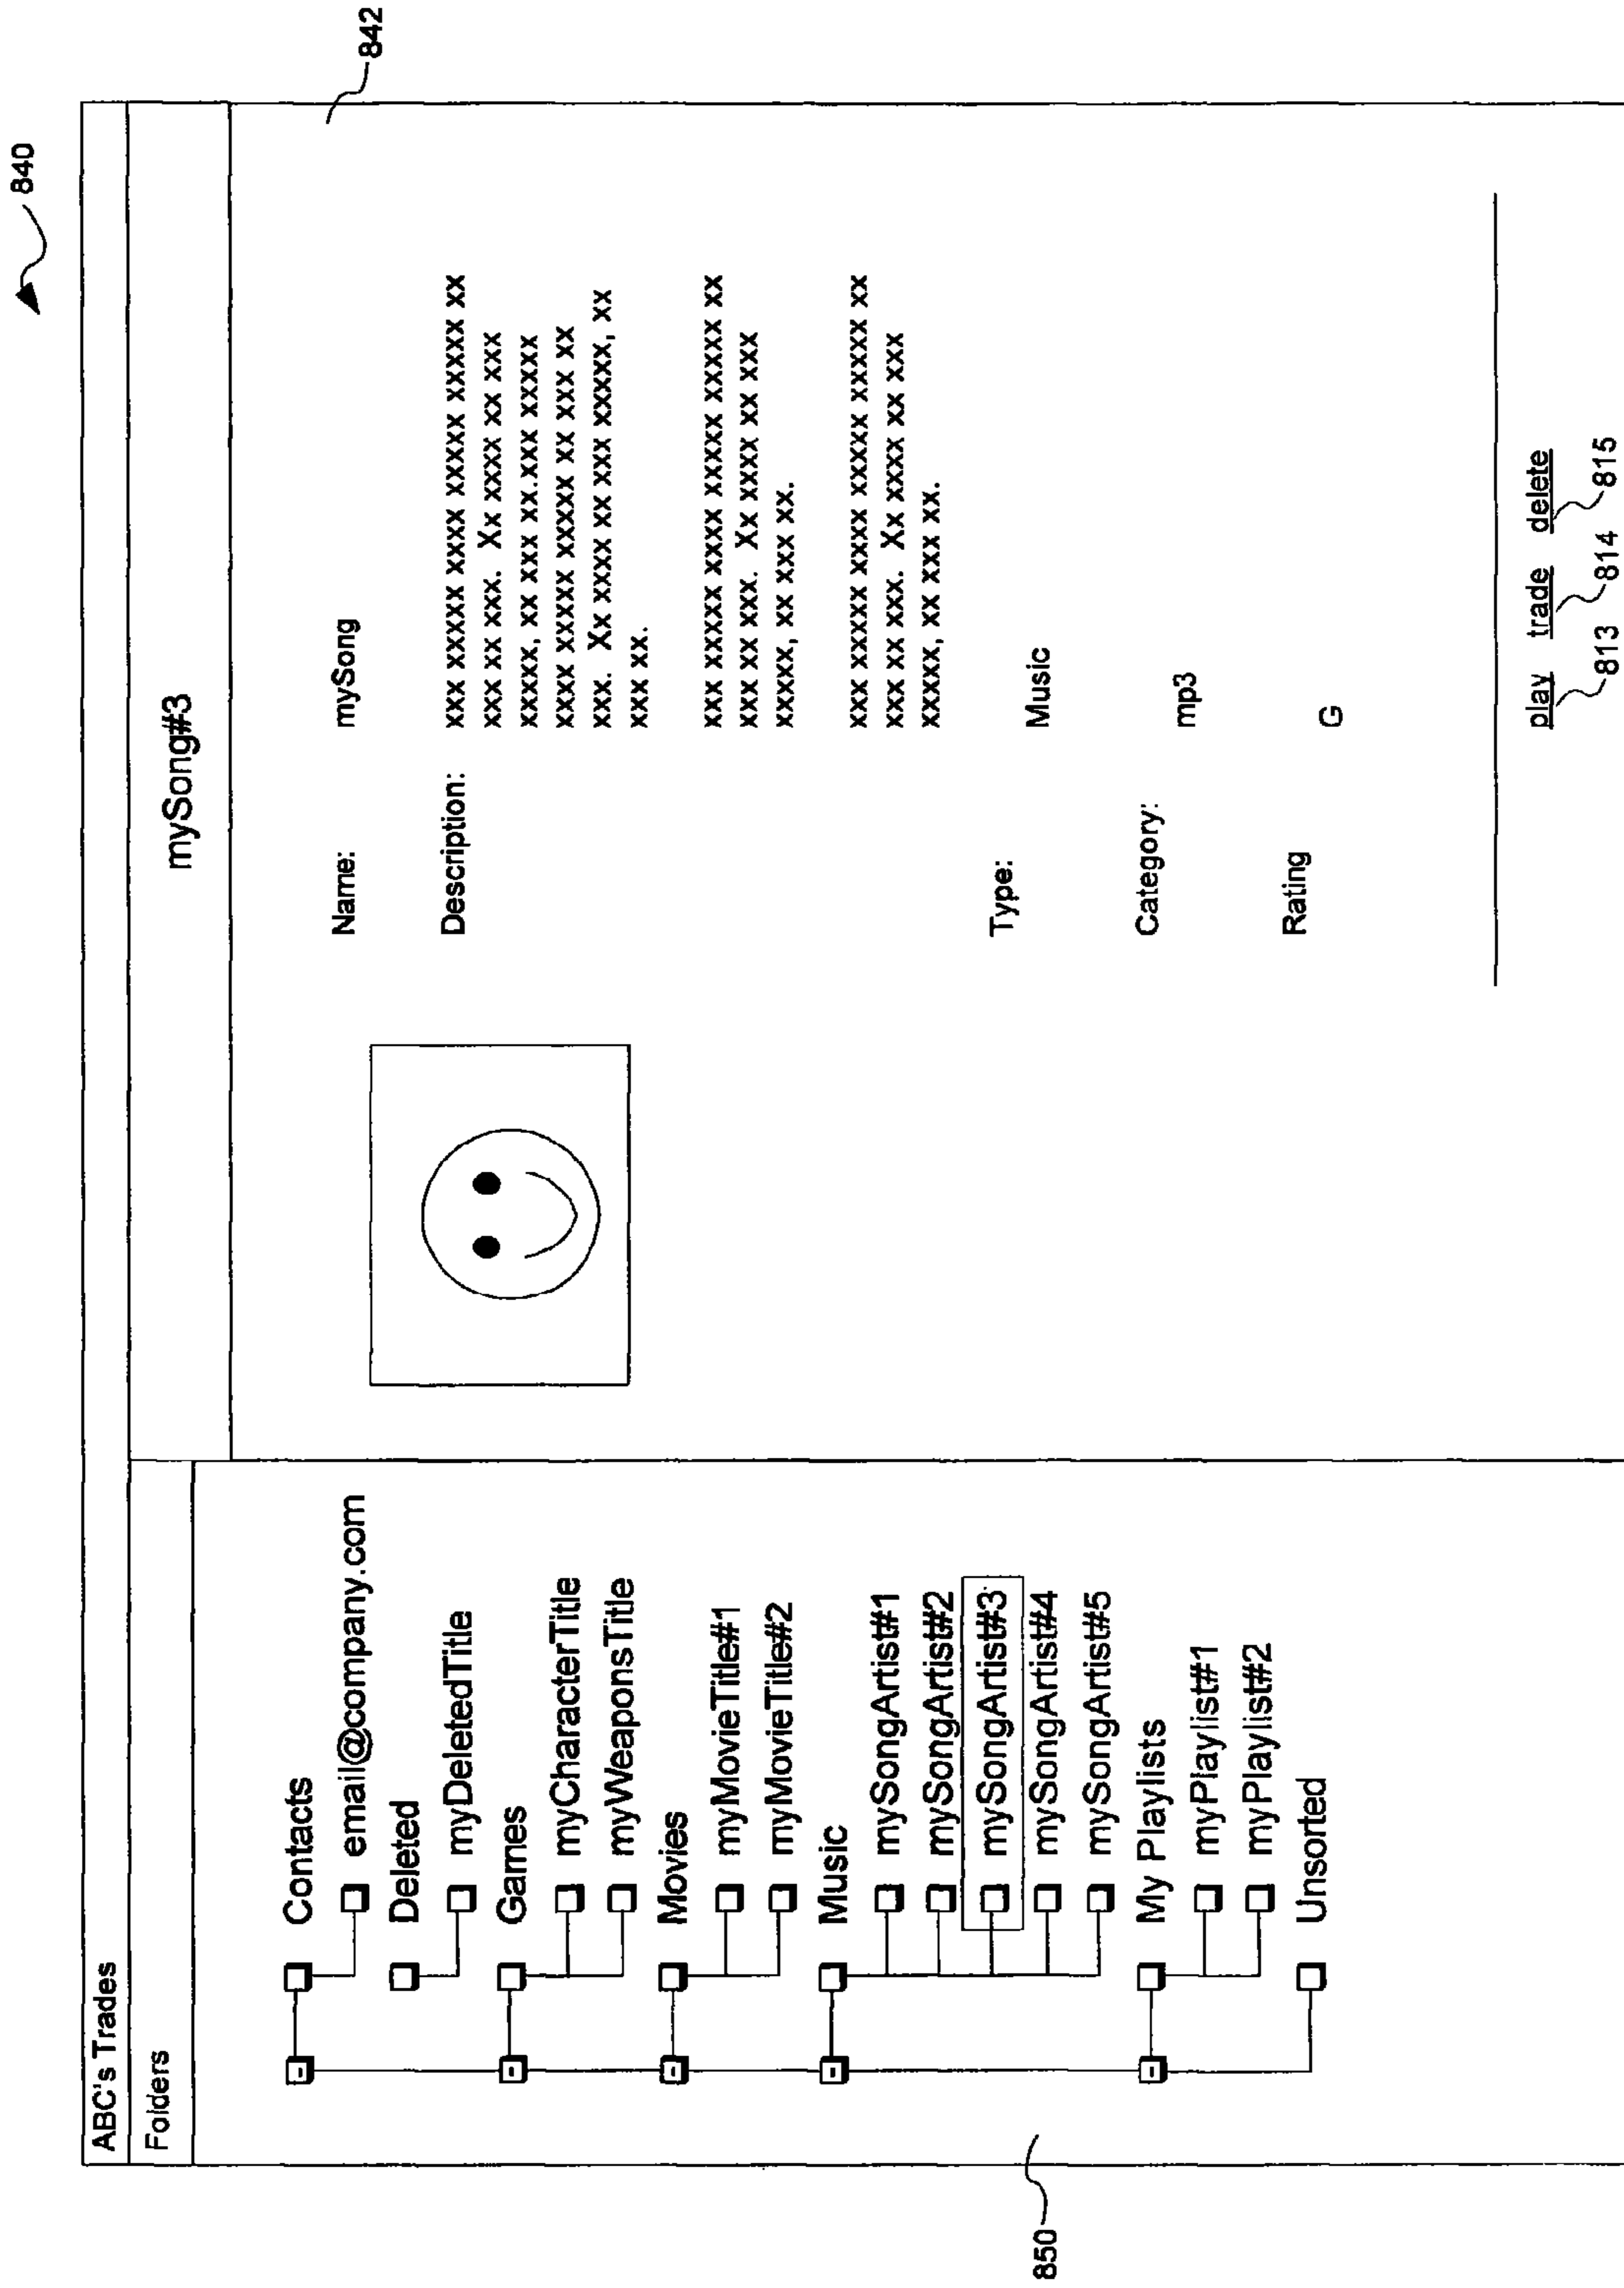 840
ABC's Trades
Folders
mySong#3
842
Contacts
email@company.com
Deleted
myDeletedTitle
Games
myCharacterTitle
myWeaponsTitle
Movies
myMovieTitle#1
myMovieTitle#2
Music
mySongArtist#1
mySongArtist#2
mySongArtist#3
mySongArtist#4
mySongArtist#5
My Playlists
myPlaylist#1
myPlaylist#2
Unsorted
850
Name: mySong
Description: xxx xxxxx xxxx xxxx xxxxx xxxxx xx
xxx xx xxx. Xx xxxx xx xxx
xxxxx, xx xxx xx.xxx xxxxx
xxxx xxxxx xxxxx xxxxx xx xxx xx
xxx. Xx xxxx xx xxx xxx xxxxx, xx
xxx xx.
xxx xxxxx xxxx xxxx xxxxx xxxxx xx
xxx xx xxx. Xx xxxx xx xxx
xxxxx, xx xxx xx.
xxx xxxxx xxxx xxxx xxxxx xxxxx xx
xxx xx xxx. Xx xxxx xx xxx
xxxxx, xx xxx xx.
Type: Music
Category: mp3
Rating G
play trade delete
813 814 815